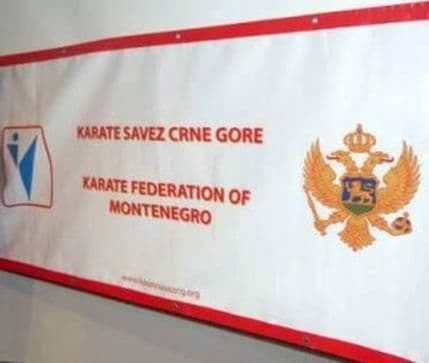 KARATE SAVEZ CRNE GORE
KARATE FEDERATION OF
MONTENEGRO